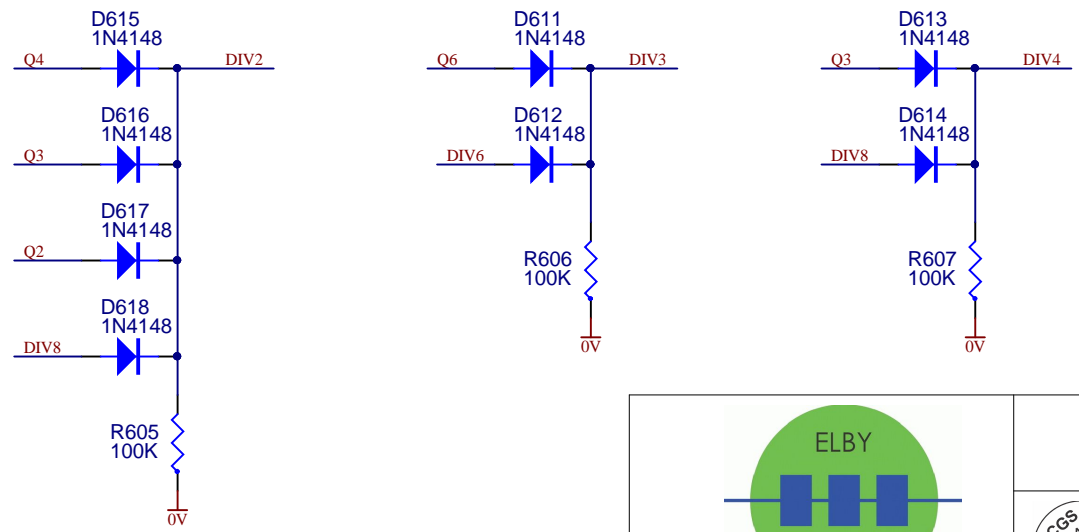 D615
1N4148
Q4
DIV2
D616
1N4148
Q3
D617
1N4148
Q2
D618
1N4148
DIV8
R605
100K
0V
D611
1N4148
Q6
DIV3
D612
1N4148
DIV6
R606
100K
0V
D613
1N4148
Q3
DIV4
D614
1N4148
DIV8
R607
100K
0V
ELBY
CGS